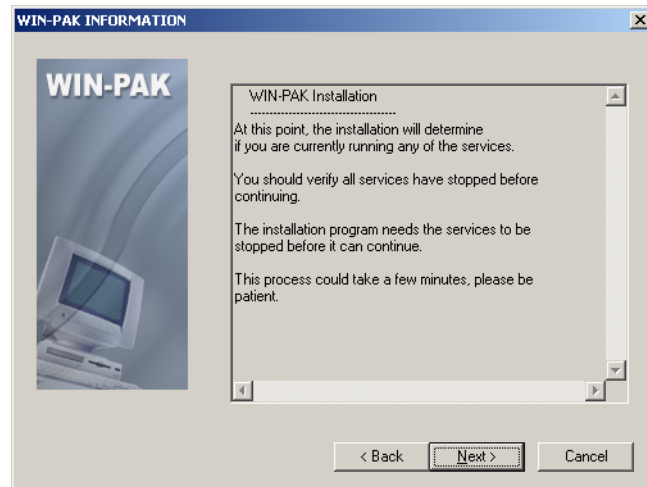 WIN-PAK INFORMATION
WIN-PAK
WIN-PAK Installation
--------------------------------------
At this point, the installation will determine
if you are currently running any of the services.
You should verify all services have stopped before
continuing.
The installation program needs the services to be
stopped before it can continue.
This process could take a few minutes, please be
patient.
< Back
Next >
Cancel